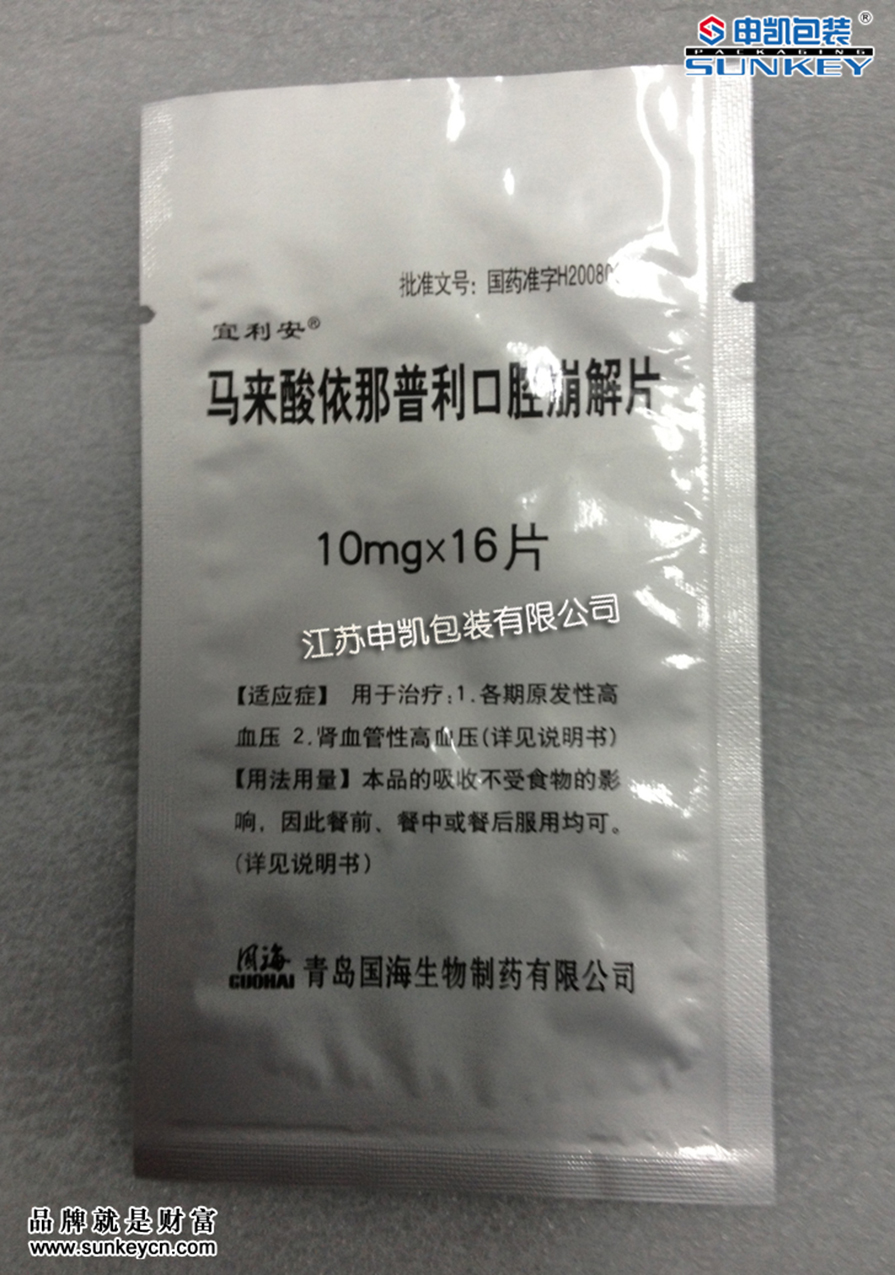 申凯包装®
PACKAGING
SUNKEY
批准文号：国药准字H20080
宜利安®
马来酸依那普利口腔崩解片
10mg×16片
江苏申凯包装有限公司
【适应症】 用于治疗:1.各期原发性高
血压 2.肾血管性高血压(详见说明书)
【用法用量】本品的吸收不受食物的影
响，因此餐前、餐中或餐后服用均可。
(详见说明书)
国海
GUOHAI 青岛国海生物制药有限公司
品牌就是财富
www.sunkeycn.com